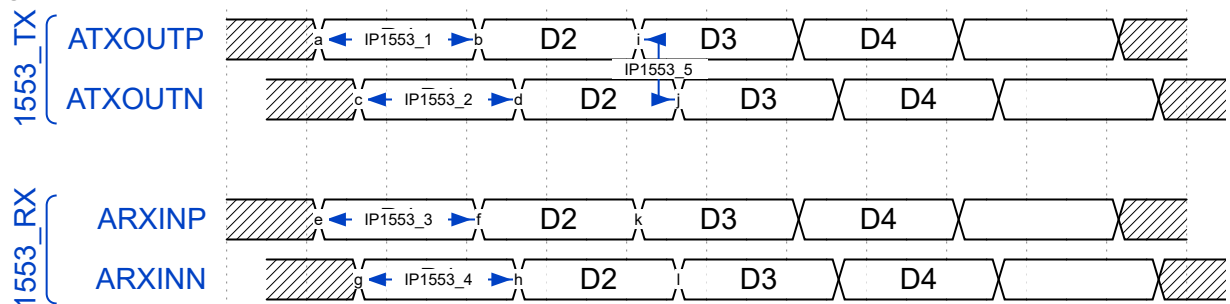 1553_TX
ATXOUTP a IP1553_1 b D2 i D3 D4
IP1553_5
ATXOUTN c IP1553_2 d D2 j D3 D4
1553_RX
ARXINP e IP1553_3 f D2 k D3 D4
ARXINN g IP1553_4 h D2 l D3 D4